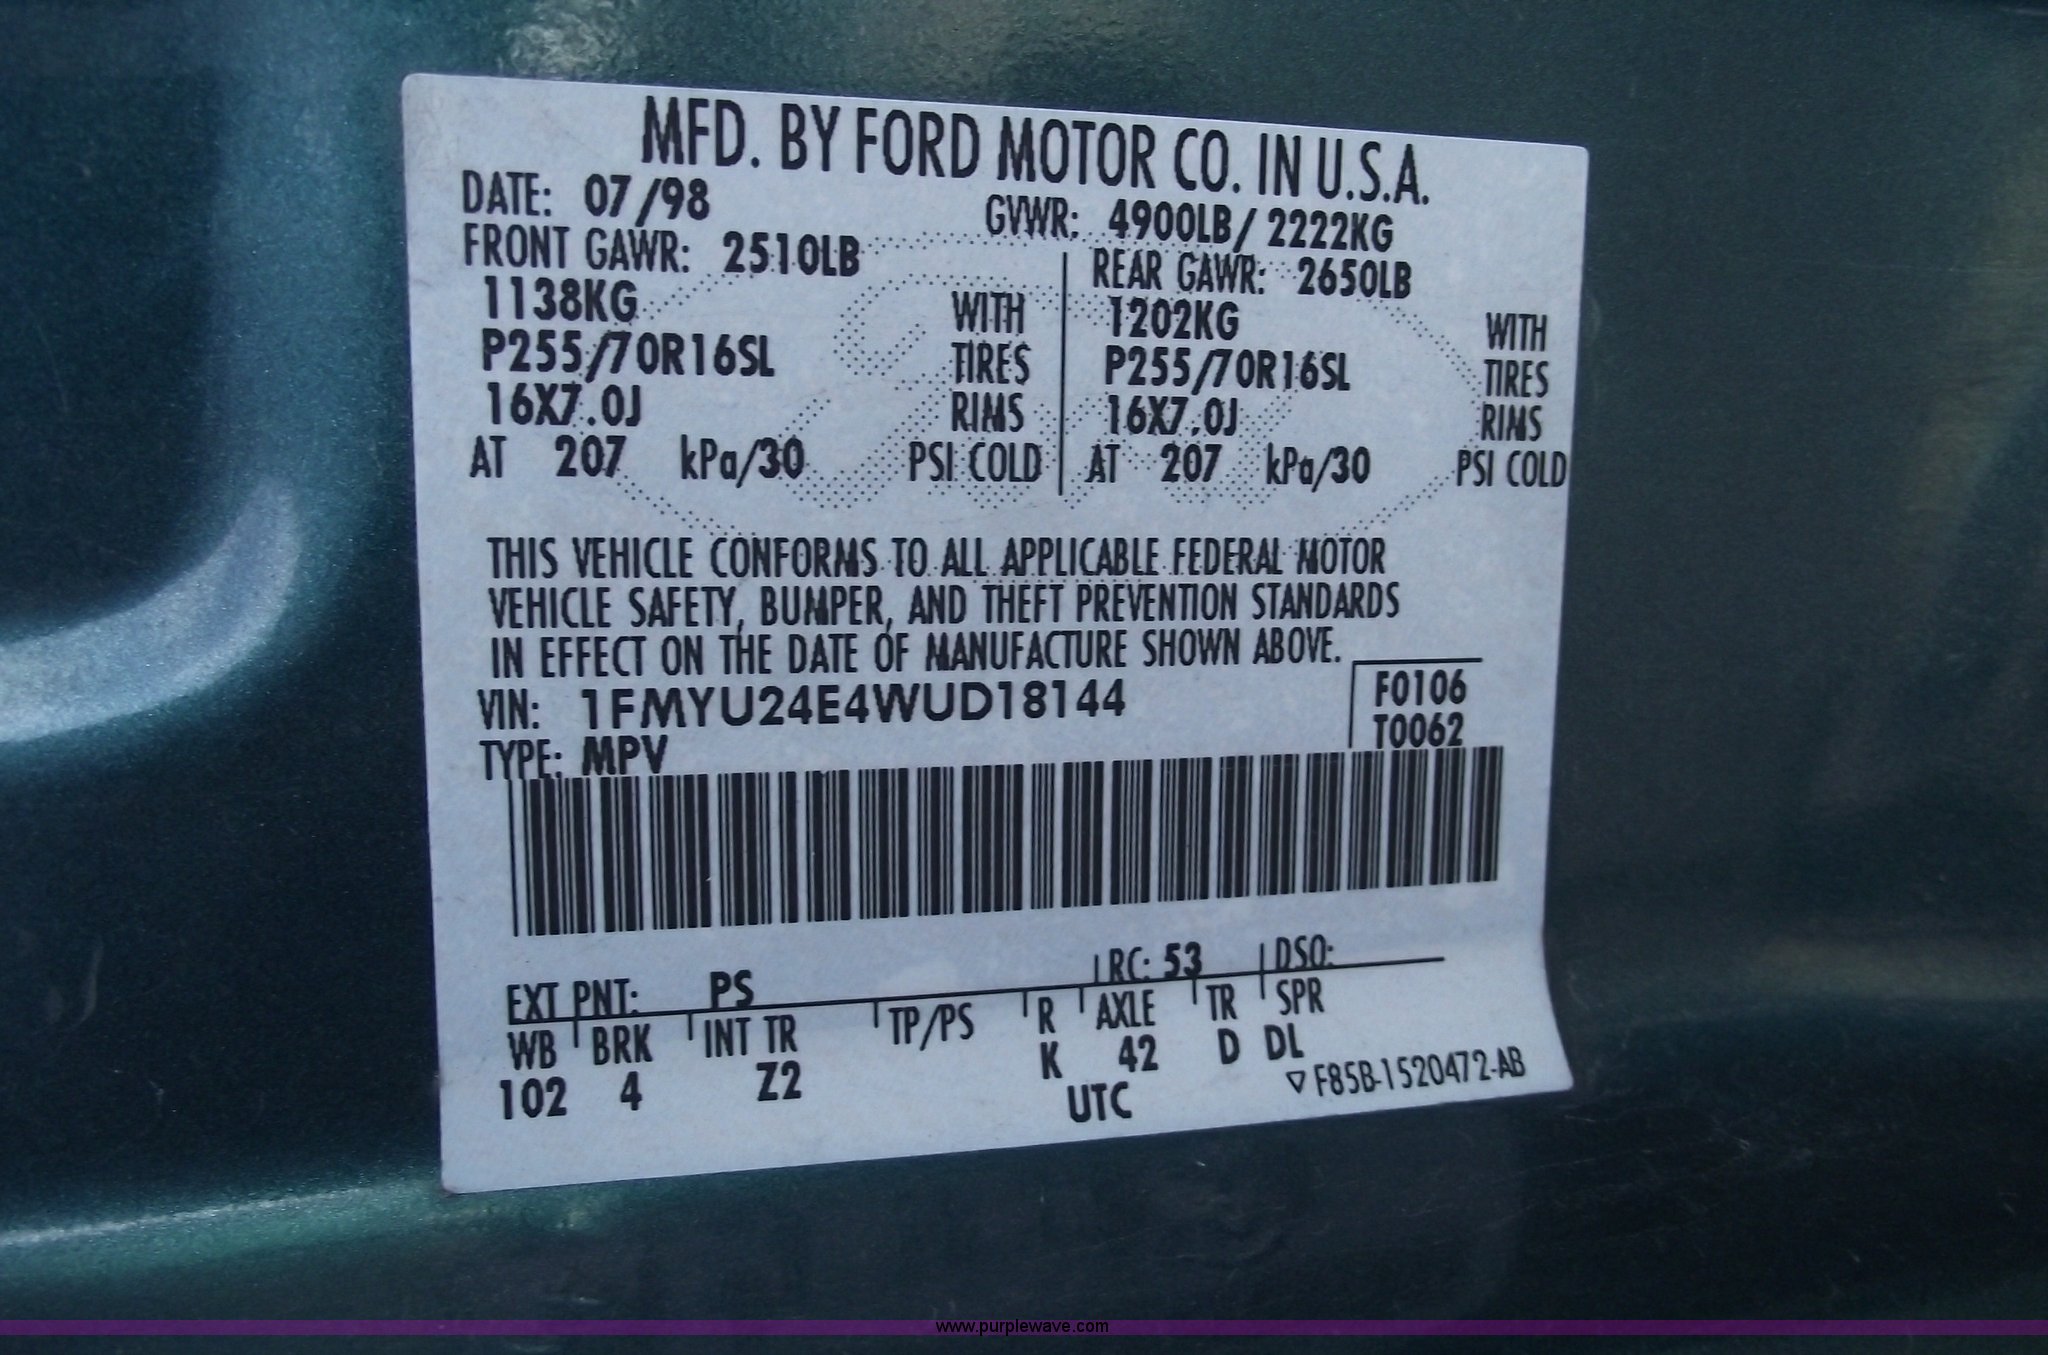 MFD. BY FORD MOTOR CO. IN U.S.A.
DATE: 07/98 GVWR: 4900LB/2222KG
FRONT GAWR: 2510LB REAR GAWR: 2650LB
1138KG WITH 1202KG WITH
P255/70R16SL TIRES P255/70R16SL TIRES
16X7.0J RIMS 16X7.0J RIMS
AT 207 kPa/30 PSI COLD AT 207 kPa/30 PSI COLD
THIS VEHICLE CONFORMS TO ALL APPLICABLE FEDERAL MOTOR
VEHICLE SAFETY, BUMPER, AND THEFT PREVENTION STANDARDS
IN EFFECT ON THE DATE OF MANUFACTURE SHOWN ABOVE.
VIN: 1FMYU24E4WUD18144 F0106
TYPE: MPV T0062
EXT PNT: PS RC: 53 DSO:
WB BRK INT TR TP/PS R AXLE TR SPR
102 4 Z2 K 42 D DL
UTC ▽F85B-1520472-AB
www.purplewave.com